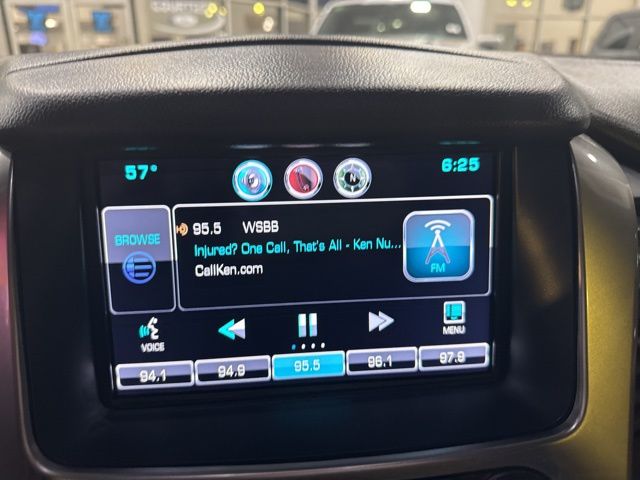 57°
N
6:25
BROWSE
95.5 WSBB
Injured? One Call, That's All - Ken Nu...
CallKen.com
FM
VOICE
MENU
94.1 94.9 95.5 96.1 97.9